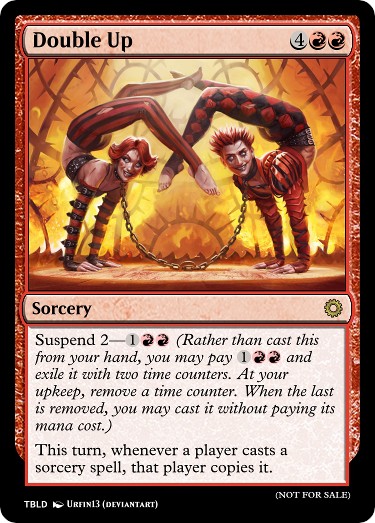 Double Up 4
Sorcery
Suspend 2—1 (Rather than cast this
from your hand, you may pay 1 and
exile it with two time counters. At your
upkeep, remove a time counter. When the last
is removed, you may cast it without paying its
mana cost.)
This turn, whenever a player casts a
sorcery spell, that player copies it.
(NOT FOR SALE)
TBLD Urfin13 (deviantart)